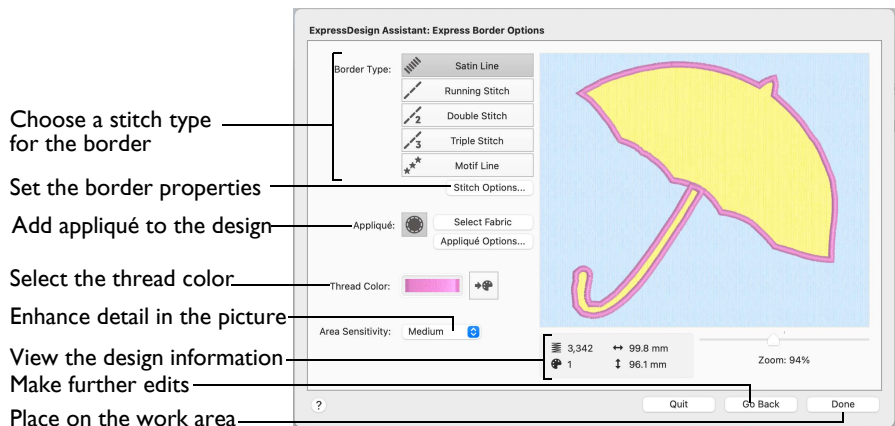 ExpressDesign Assistant: Express Border Options
Border Type:
Satin Line
Running Stitch
2 Double Stitch
3 Triple Stitch
Motif Line
Stitch Options...
Appliqué:
Select Fabric
Appliqué Options...
Thread Color:
Area Sensitivity: Medium
3,342 99.8 mm
1 96.1 mm
Zoom: 94%
? Quit Go Back Done
Choose a stitch type
for the border
Set the border properties
Add appliqué to the design
Select the thread color
Enhance detail in the picture
View the design information
Make further edits
Place on the work area